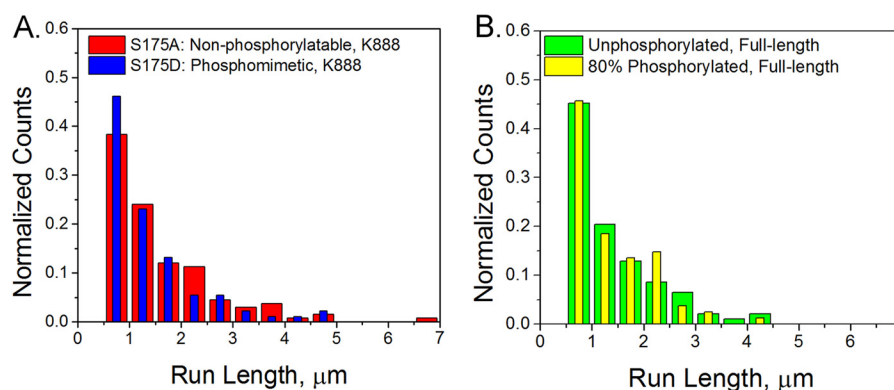 A.
S175A: Non-phosphorylatable, K888
S175D: Phosphomimetic, K888
Normalized Counts
0.6
0.5
0.4
0.3
0.2
0.1
0.0
0 1 2 3 4 5 6 7
Run Length, μm
B.
Unphosphorylated, Full-length
80% Phosphorylated, Full-length
Normalized Counts
0.6
0.5
0.4
0.3
0.2
0.1
0.0
0 1 2 3 4 5 6
Run Length, μm